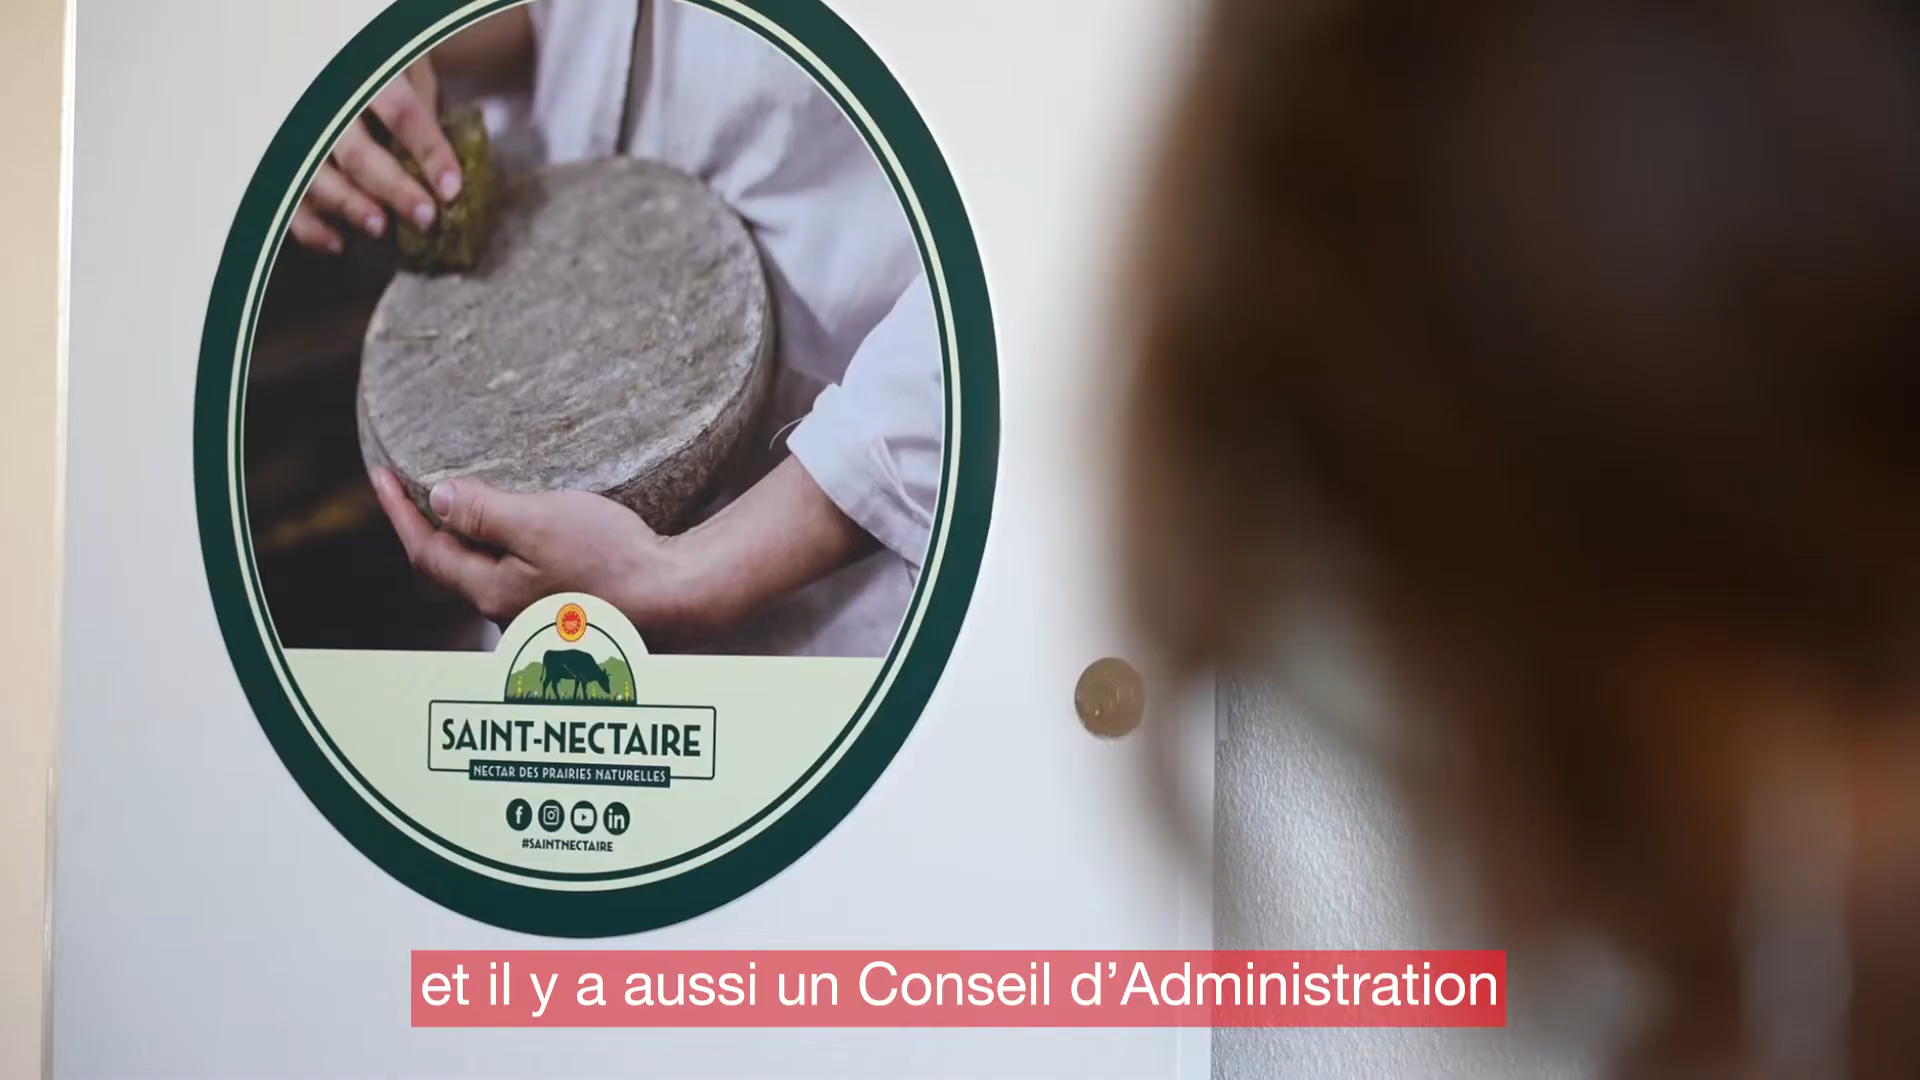 SAINT-NECTAIRE
NECTAR DES PRAIRIES NATURELLES
#SAINTNECTAIRE
et il y a aussi un Conseil d’Administration